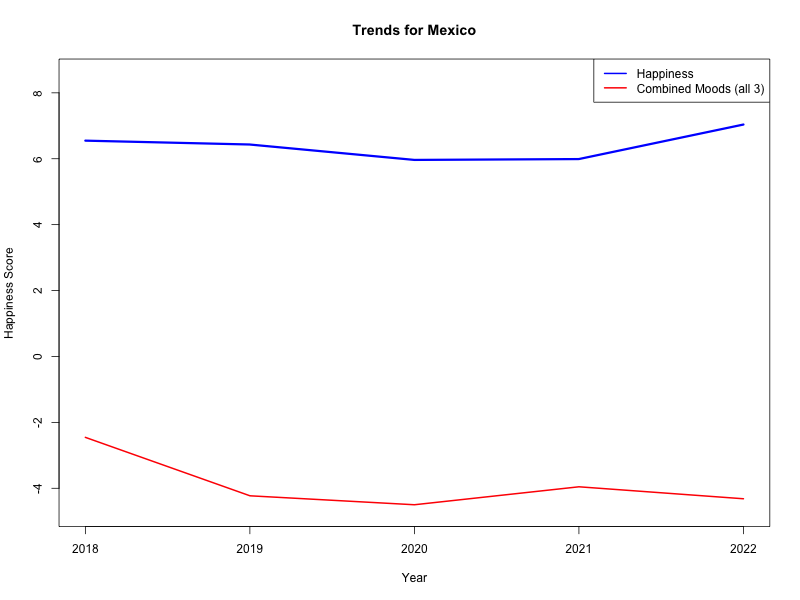 Trends for Mexico
Happiness
Combined Moods (all 3)
Happiness Score
8
6
4
2
0
-2
-4
2018 2019 2020 2021 2022
Year